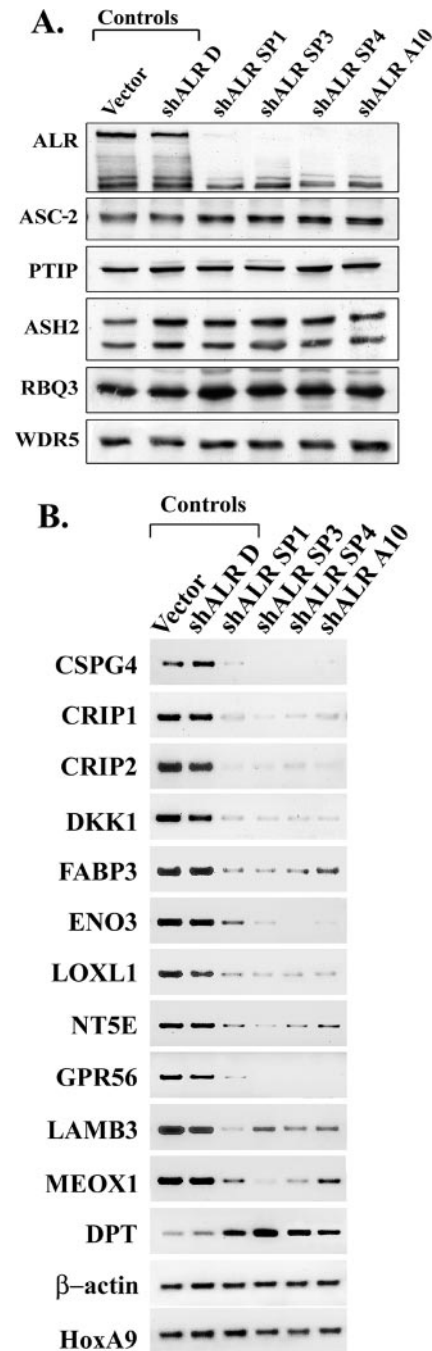 A.
Controls
Vector
shALR D
shALR SP1
shALR SP3
shALR SP4
shALR A10
ALR
ASC-2
PTIP
ASH2
RBQ3
WDR5
B.
Controls
Vector
shALR D
shALR SP1
shALR SP3
shALR SP4
shALR A10
CSPG4
CRIP1
CRIP2
DKK1
FABP3
ENO3
LOXL1
NT5E
GPR56
LAMB3
MEOX1
DPT
β–actin
HoxA9